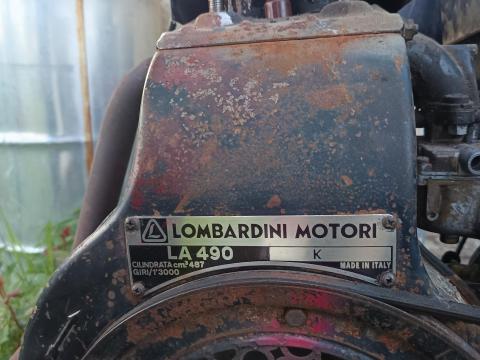 LOMBARDINI MOTORI
LA 490 K
CILINDRATA cm³ 487
GIRI/1' 3000 MADE IN ITALY